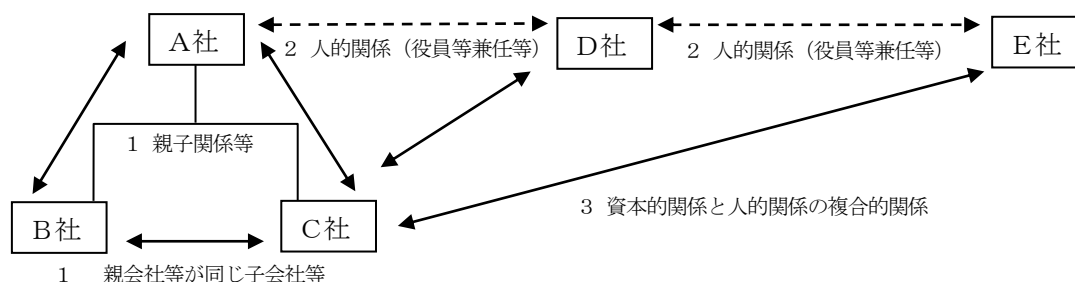 A社
2 人的関係（役員等兼任等）
D社
2 人的関係（役員等兼任等）
E社
1 親子関係等
B社
C社
3 資本的関係と人的関係の複合的関係
1 親会社等が同じ子会社等